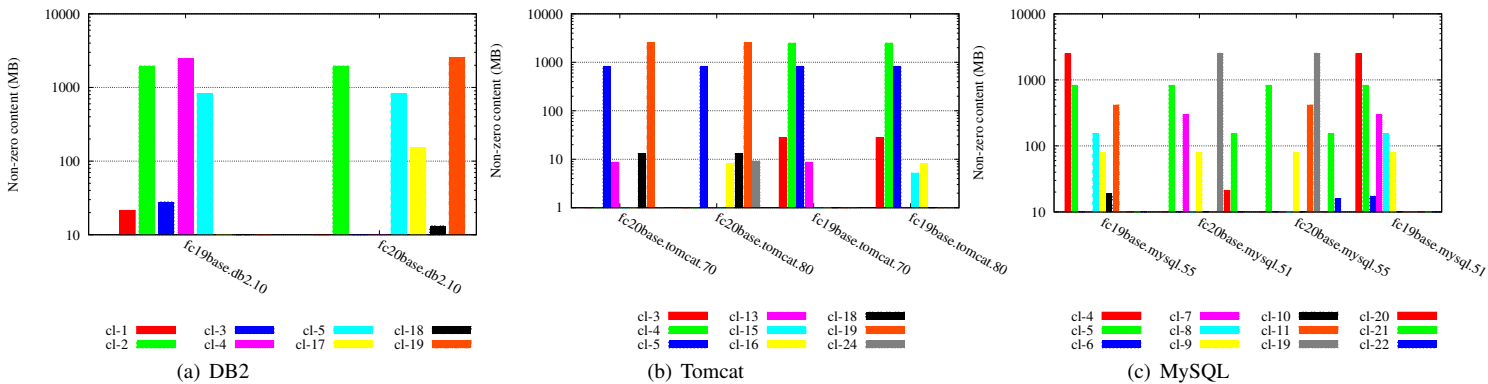 10000
1000
100
10
Non-zero content (MB)
fc19base.db2.10
fc20base.db2.10
cl-1
cl-2
cl-3
cl-4
cl-5
cl-17
cl-18
cl-19
(a) DB2
10000
1000
100
10
1
Non-zero content (MB)
fc20base.tomcat.70
fc20base.tomcat.80
fc19base.tomcat.70
fc19base.tomcat.80
cl-3
cl-4
cl-5
cl-13
cl-15
cl-16
cl-18
cl-19
cl-24
(b) Tomcat
10000
1000
100
10
Non-zero content (MB)
fc19base.mysql.55
fc20base.mysql.51
fc20base.mysql.55
fc19base.mysql.51
cl-4
cl-5
cl-6
cl-7
cl-8
cl-9
cl-10
cl-11
cl-19
cl-20
cl-21
cl-22
(c) MySQL